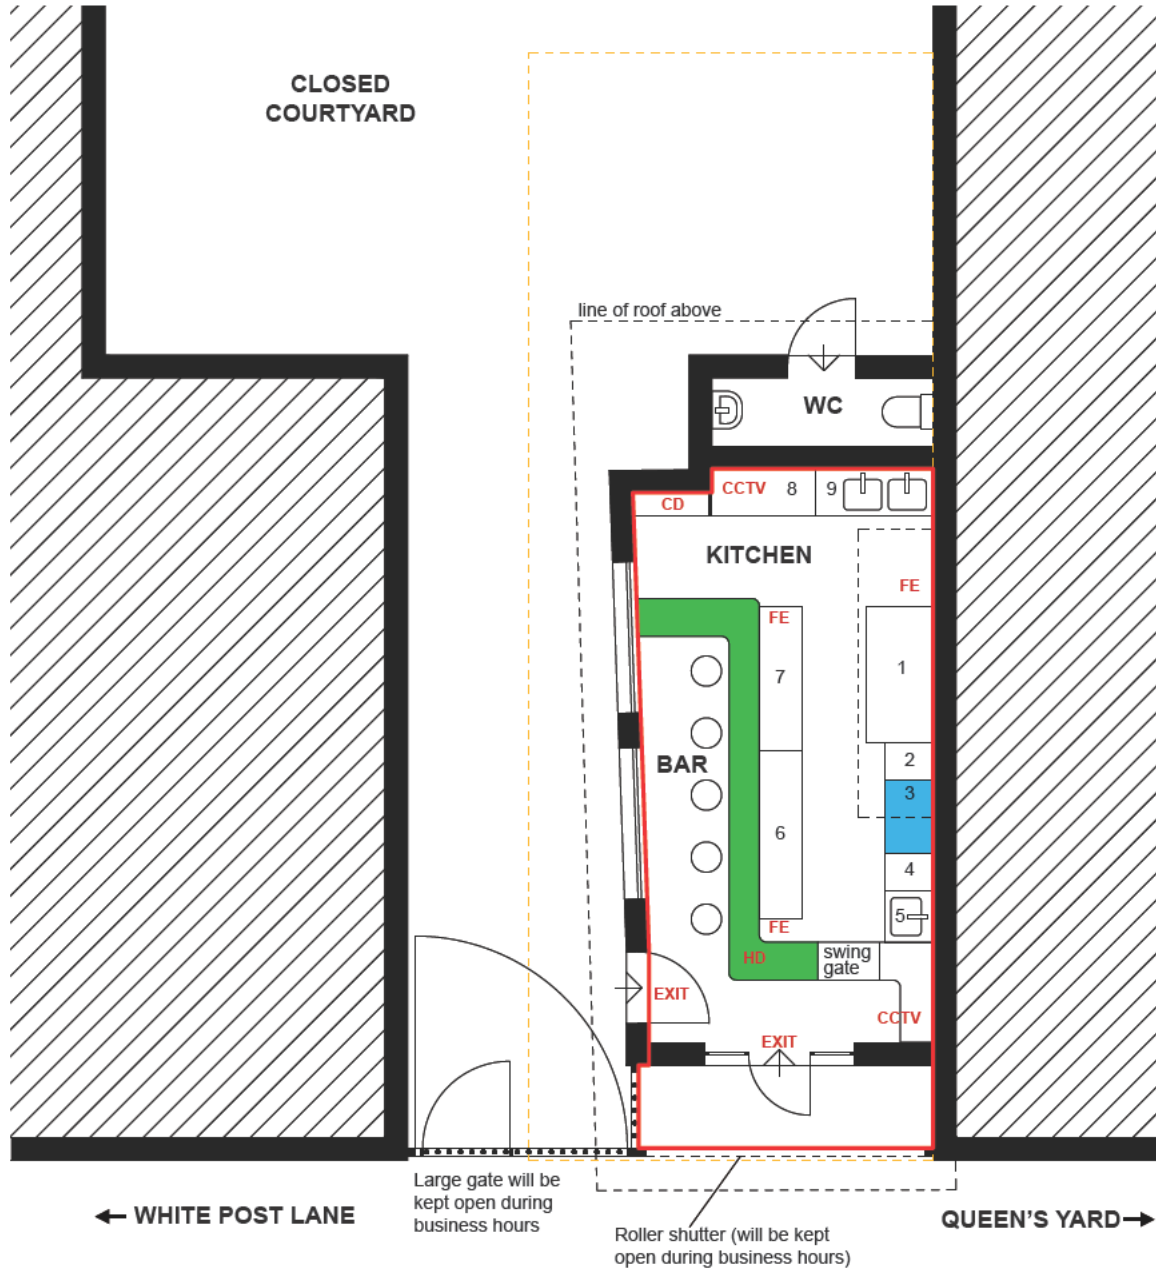 CLOSED
COURTYARD
line of roof above
WC
CCTV
8
9
CD
KITCHEN
FE
FE
1
7
2
BAR
3
6
4
5
FE
HD
swing
gate
EXIT
CCTV
EXIT
Large gate will be
kept open during
business hours
← WHITE POST LANE
QUEEN'S YARD→
Roller shutter (will be kept
open during business hours)